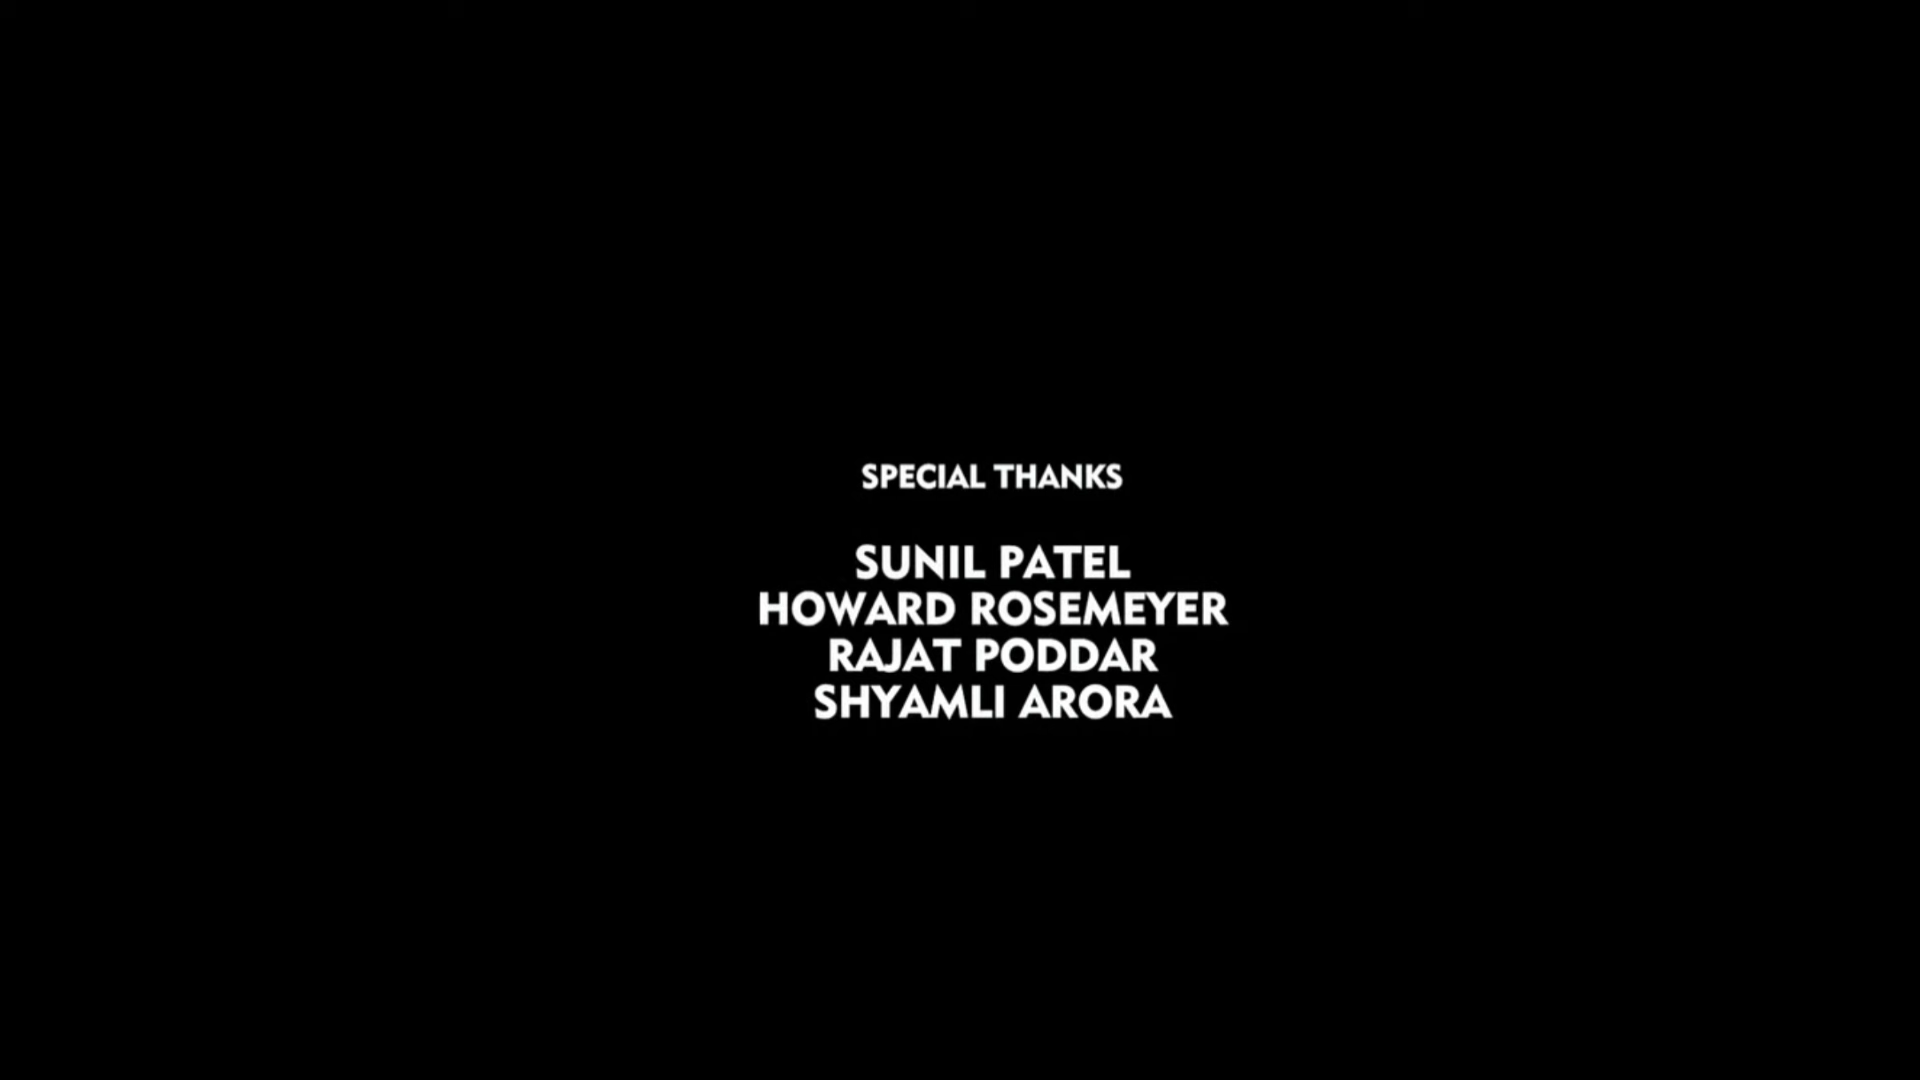 SPECIAL THANKS
SUNIL PATEL
HOWARD ROSEMEYER
RAJAT PODDAR
SHYAMLI ARORA